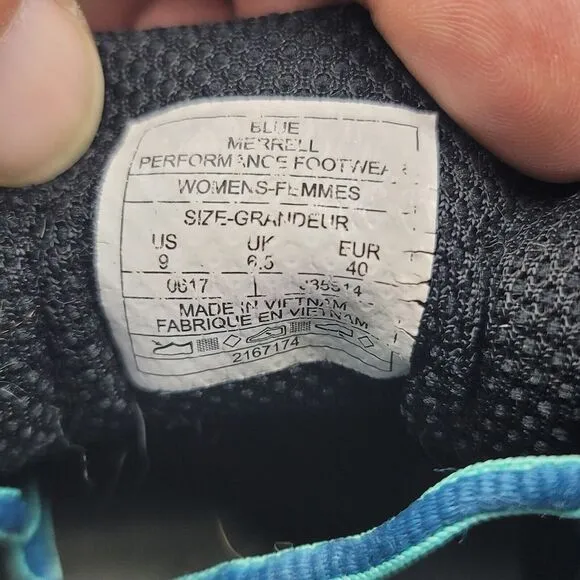 BLUE
MERRELL
PERFORMANCE FOOTWEA
WOMENS-FEMMES
SIZE-GRANDEUR
US UK EUR
9 6.5 40
0617
MADE IN VIETNAM
FABRIQUE EN VIETNAM
2167174